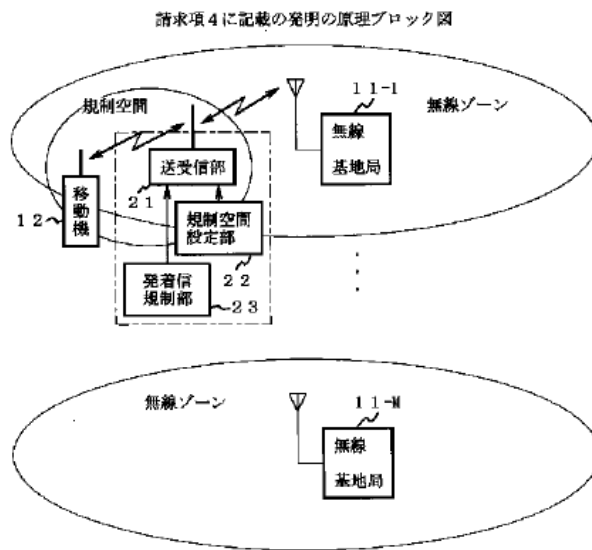 請求項4に記載の発明の原理ブロック図
規制空間
11-1
無線ゾーン
無線
基地局
送受信部
21
移動機
12
規制空間
設定部
22
発着信
規制部
23
無線ゾーン
11-M
無線
基地局